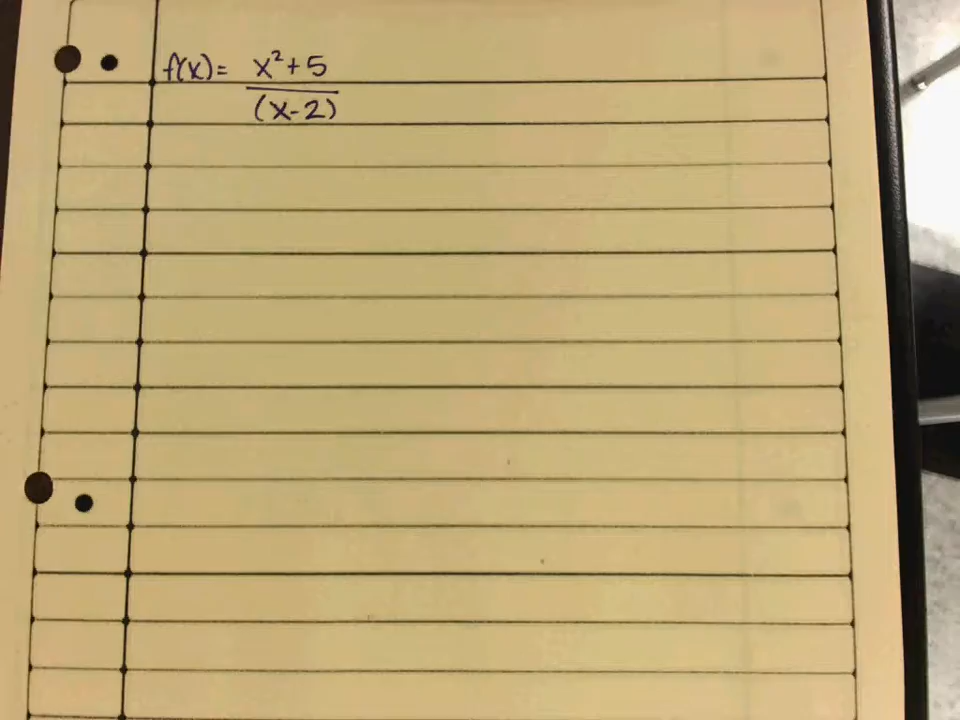 f(x) = x²+5
(x-2)